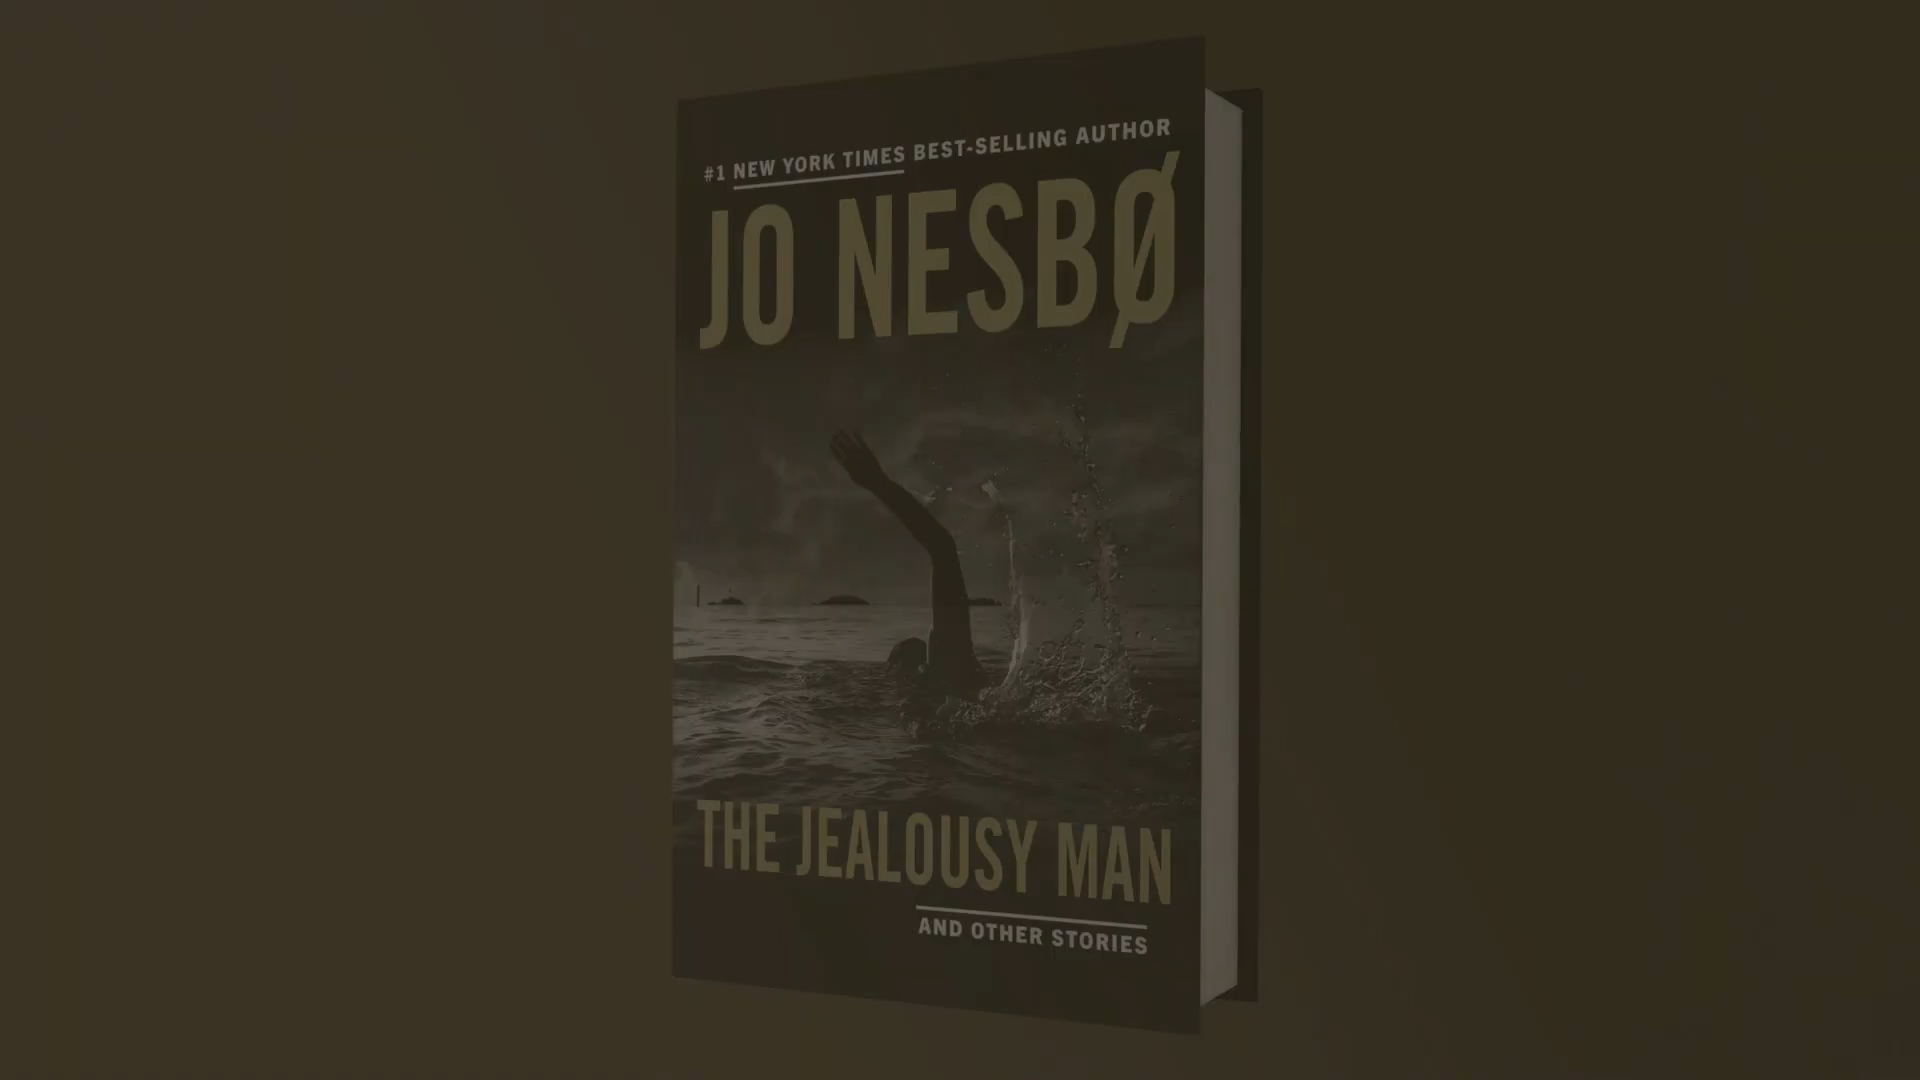 #1 NEW YORK TIMES BEST-SELLING AUTHOR
JO NESBØ
THE JEALOUSY MAN
AND OTHER STORIES